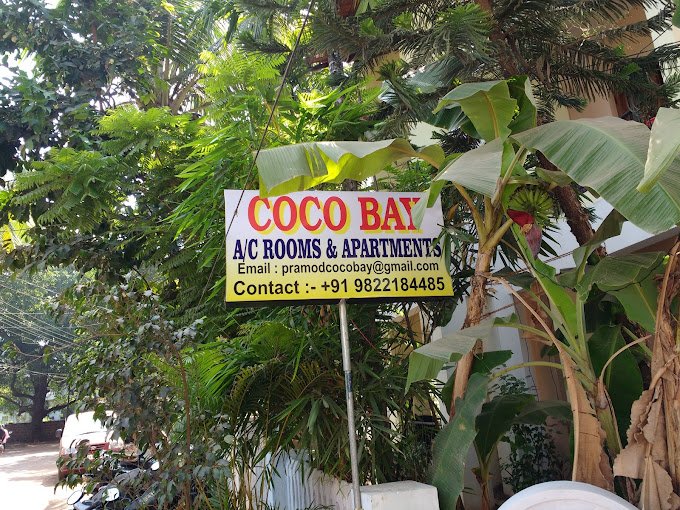 COCO BAY
A/C ROOMS & APARTMENTS
Email : pramodcocobay@gmail.com
Contact :- +91 9822184485